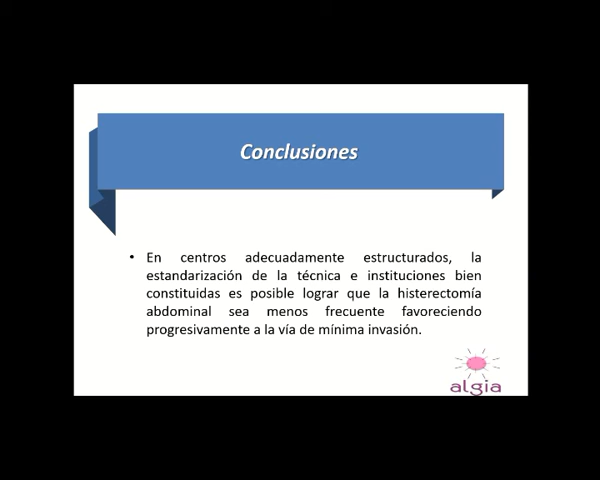 Conclusiones
• En centros adecuadamente estructurados, la
estandarización de la técnica e instituciones bien
constituidas es posible lograr que la histerectomía
abdominal sea menos frecuente favoreciendo
progresivamente a la vía de mínima invasión.
algia